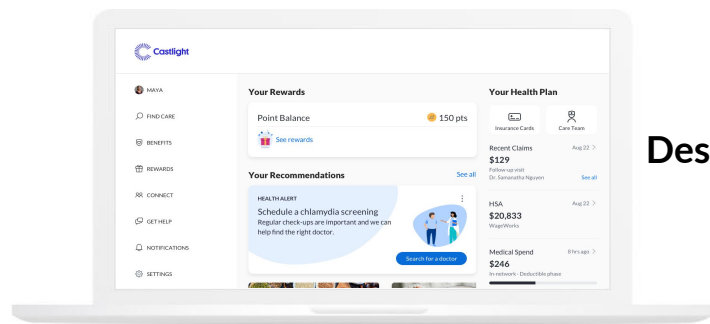 Castlight
MAYA
FIND CARE
BENEFITS
REWARDS
CONNECT
GET HELP
NOTIFICATIONS
SETTINGS
Your Rewards
Point Balance
150 pts
See rewards
Your Recommendations
See all
HEALTH ALERT
Schedule a chlamydia screening
Regular check-ups are important and we can
help find the right doctor.
Search for a doctor
Your Health Plan
Insurance Cards
Care Team
Recent Claims
Aug 22 >
$129
Follow up visit
Dr. Samanatha Nguyen
See all
HSA
Aug 22 >
$20,833
WageWorks
Medical Spend
8 hrs ago >
$246
In-network - Deductible phase
Des